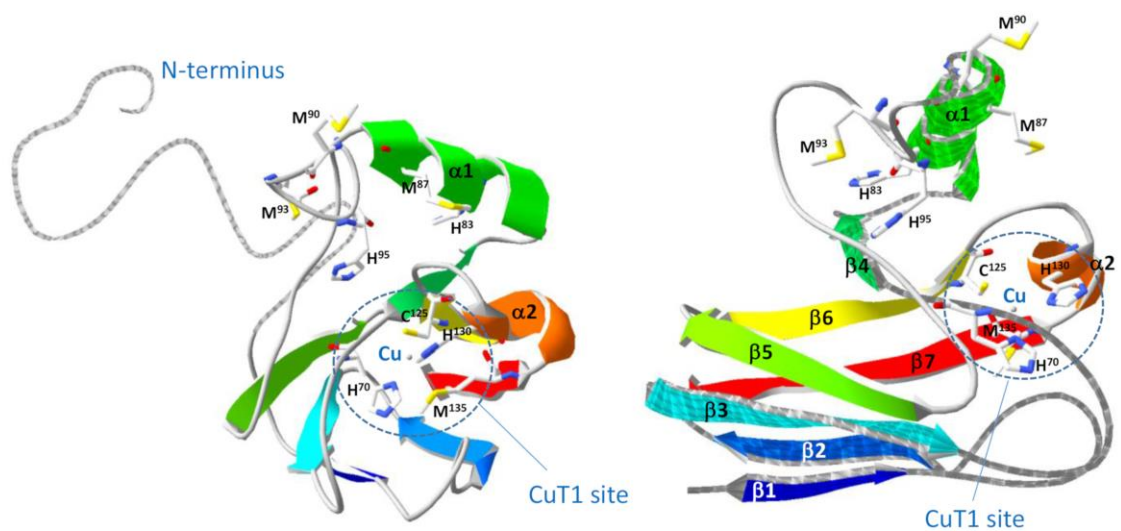 N-terminus
M90
α1
M87
M93
H83
H95
C125
α2
H130
Cu
H70
M135
CuT1 site
M90
α1
M87
M93
H83
H95
β4
C125
H130
α2
Cu
β6
M135
β5
β7
H70
β3
β2
β1
CuT1 site